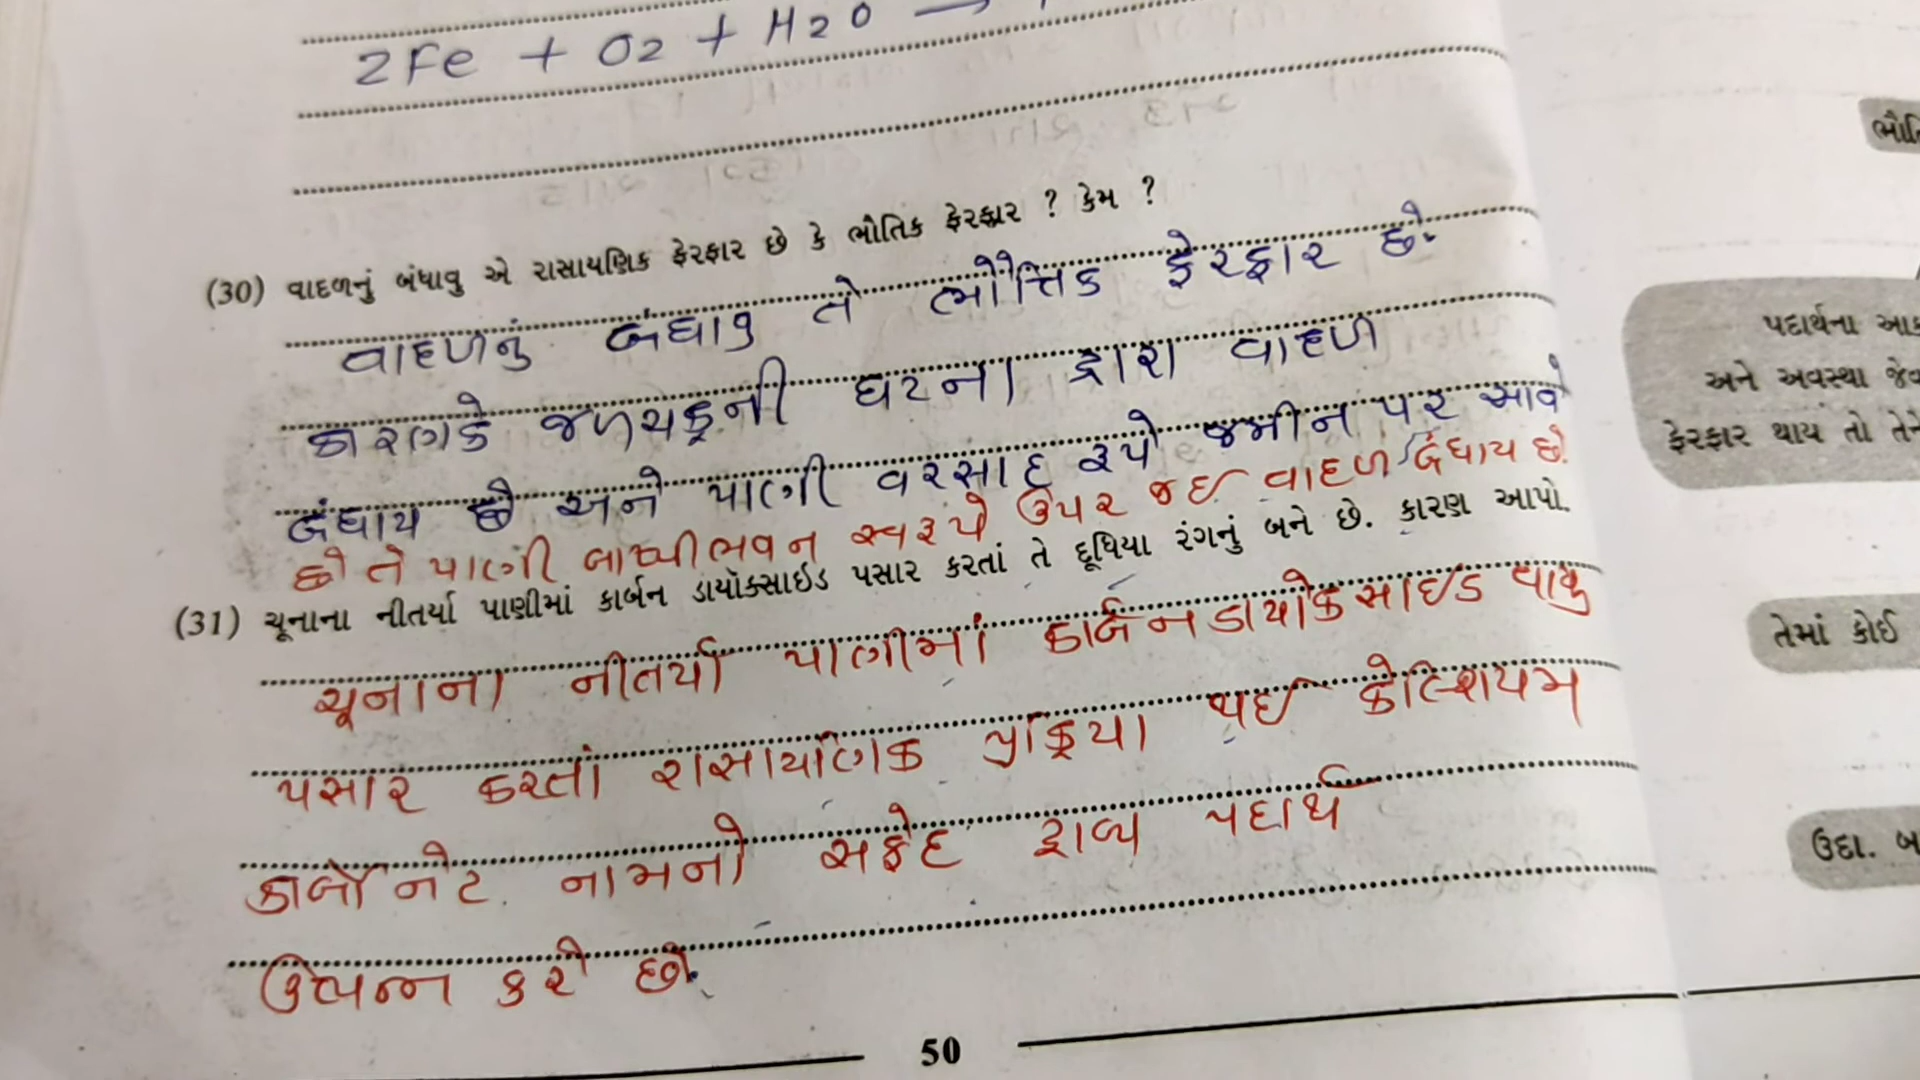 2Fe + O2 + H2O →
(30) વાદળનું બંધાવુ એ રાસાયણિક ફેરફાર છે કે ભૌતિક ફેરફાર ? કેમ ?
વાદળનું બંધાવુ તે ભૌતિક ફેરફાર છે.
કારણકે જળચક્રની ઘટના દ્વારા વાદળ
બંધાય છે અને પાણી વરસાદ રૂપે જમીન પર આવે
છે તે પાણી બાષ્પીભવન સ્વરૂપે ઉપર જઈ વાદળ બંધાય છે.
(31) ચૂનાના નીતર્યા પાણીમાં કાર્બન ડાયૉક્સાઇડ પસાર કરતાં તે દૂધિયા રંગનું બને છે. કારણ આપો.
ચૂનાના નીતર્યા પાણીમાં કાર્બનડાયોકસાઇડ વાયુ
પસાર કરતાં રાસાયણિક પ્રક્રિયા થઈ કેલ્શિયમ
કાર્બોનેટ નામનો સફેદ દ્રાવ્ય પદાર્થ
ઉત્પન્ન કરે છે.
50
ભૌતિ
પદાર્થના આક
અને અવસ્થા જેવ
ફેરફાર થાય તો તેને
તેમાં કોઈ
ઉદા. બ